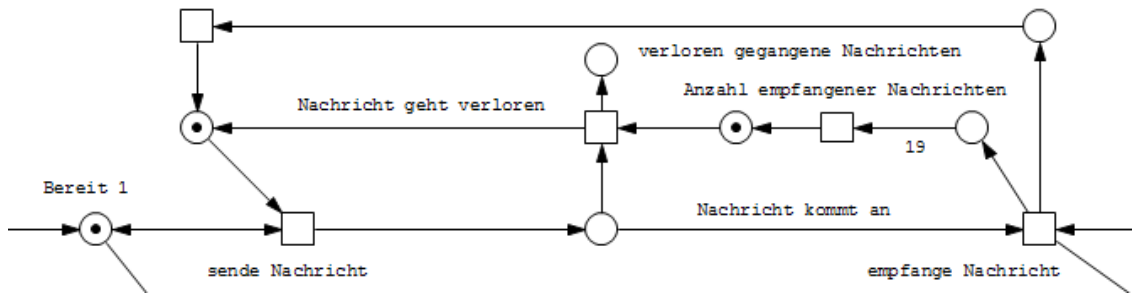 verloren gegangene Nachrichten
Anzahl empfangener Nachrichten
Nachricht geht verloren
19
Bereit 1
Nachricht kommt an
sende Nachricht
empfange Nachricht